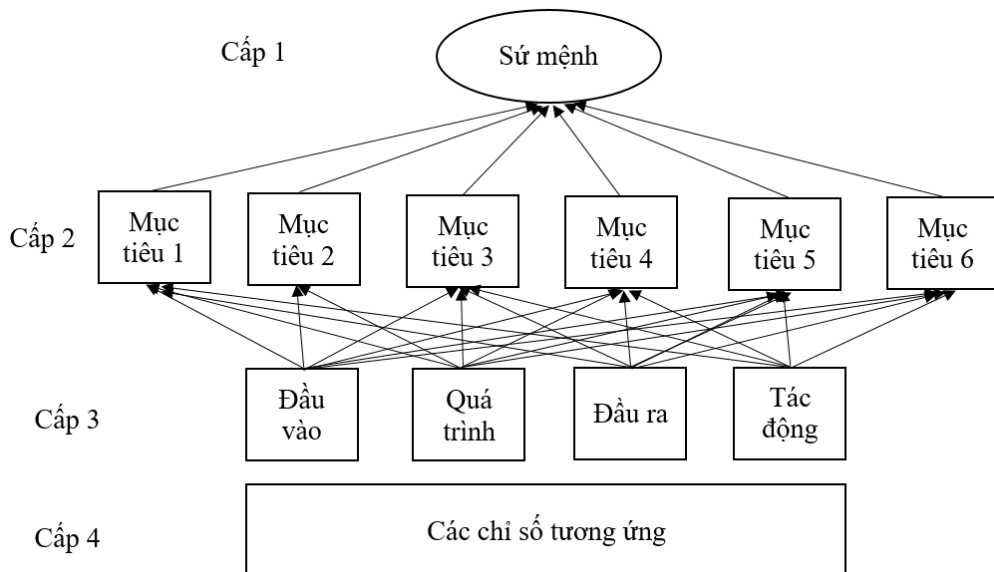 Cấp 1
Sứ mệnh
Cấp 2
Mục
tiêu 1
Mục
tiêu 2
Mục
tiêu 3
Mục
tiêu 4
Mục
tiêu 5
Mục
tiêu 6
Cấp 3
Đầu
vào
Quá
trình
Đầu ra
Tác
động
Cấp 4
Các chỉ số tương ứng